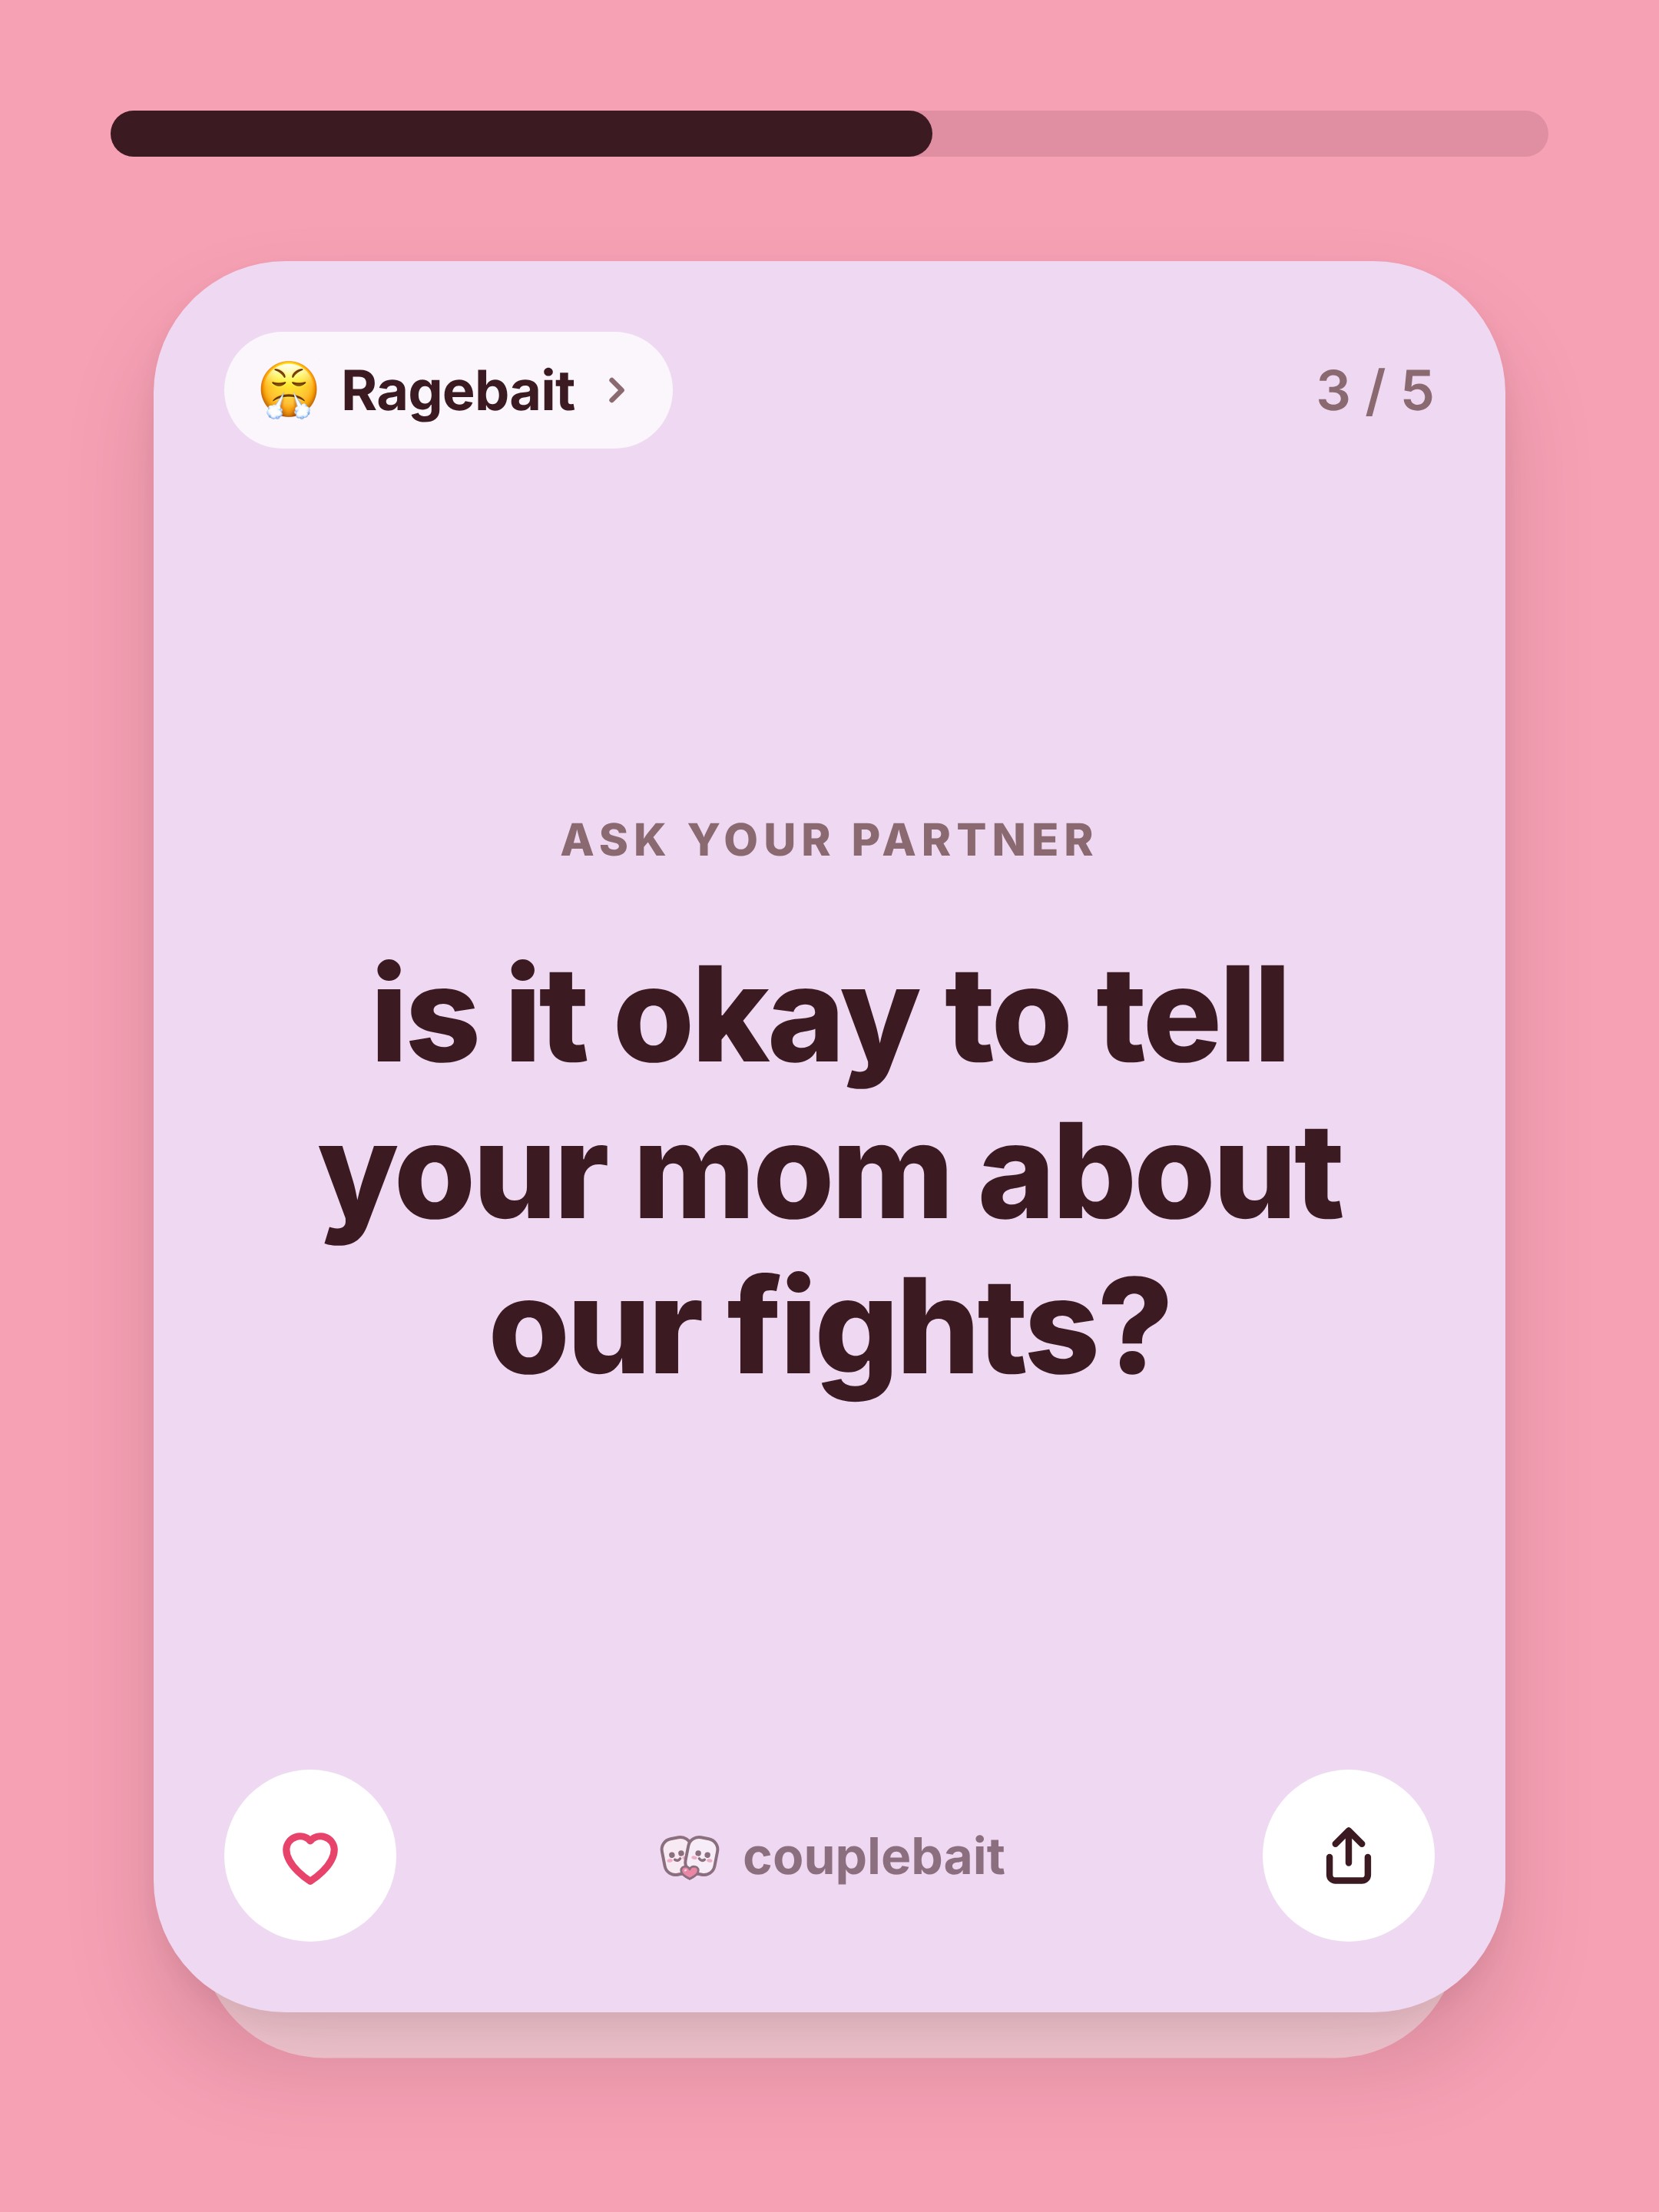 Ragebait
3 / 5
ASK YOUR PARTNER
is it okay to tell
your mom about
our fights?
couplebait